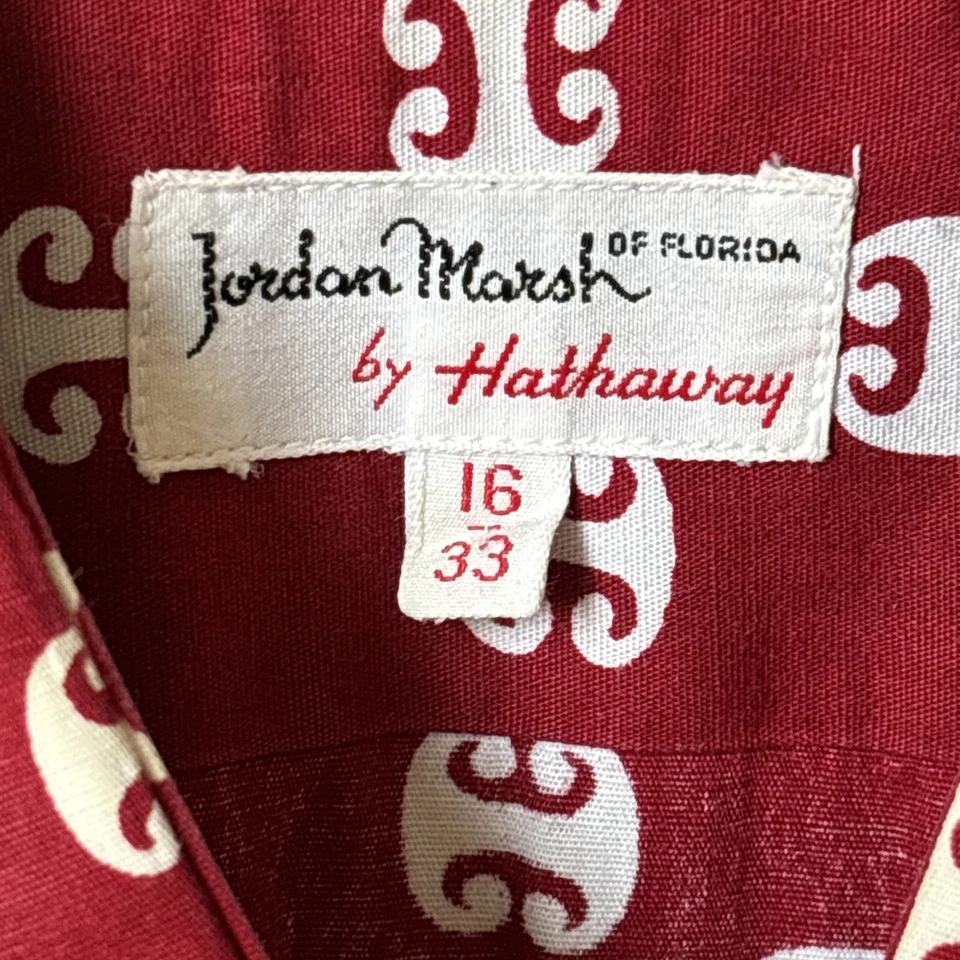 Jordan Marsh OF FLORIDA
by Hathaway
16
33